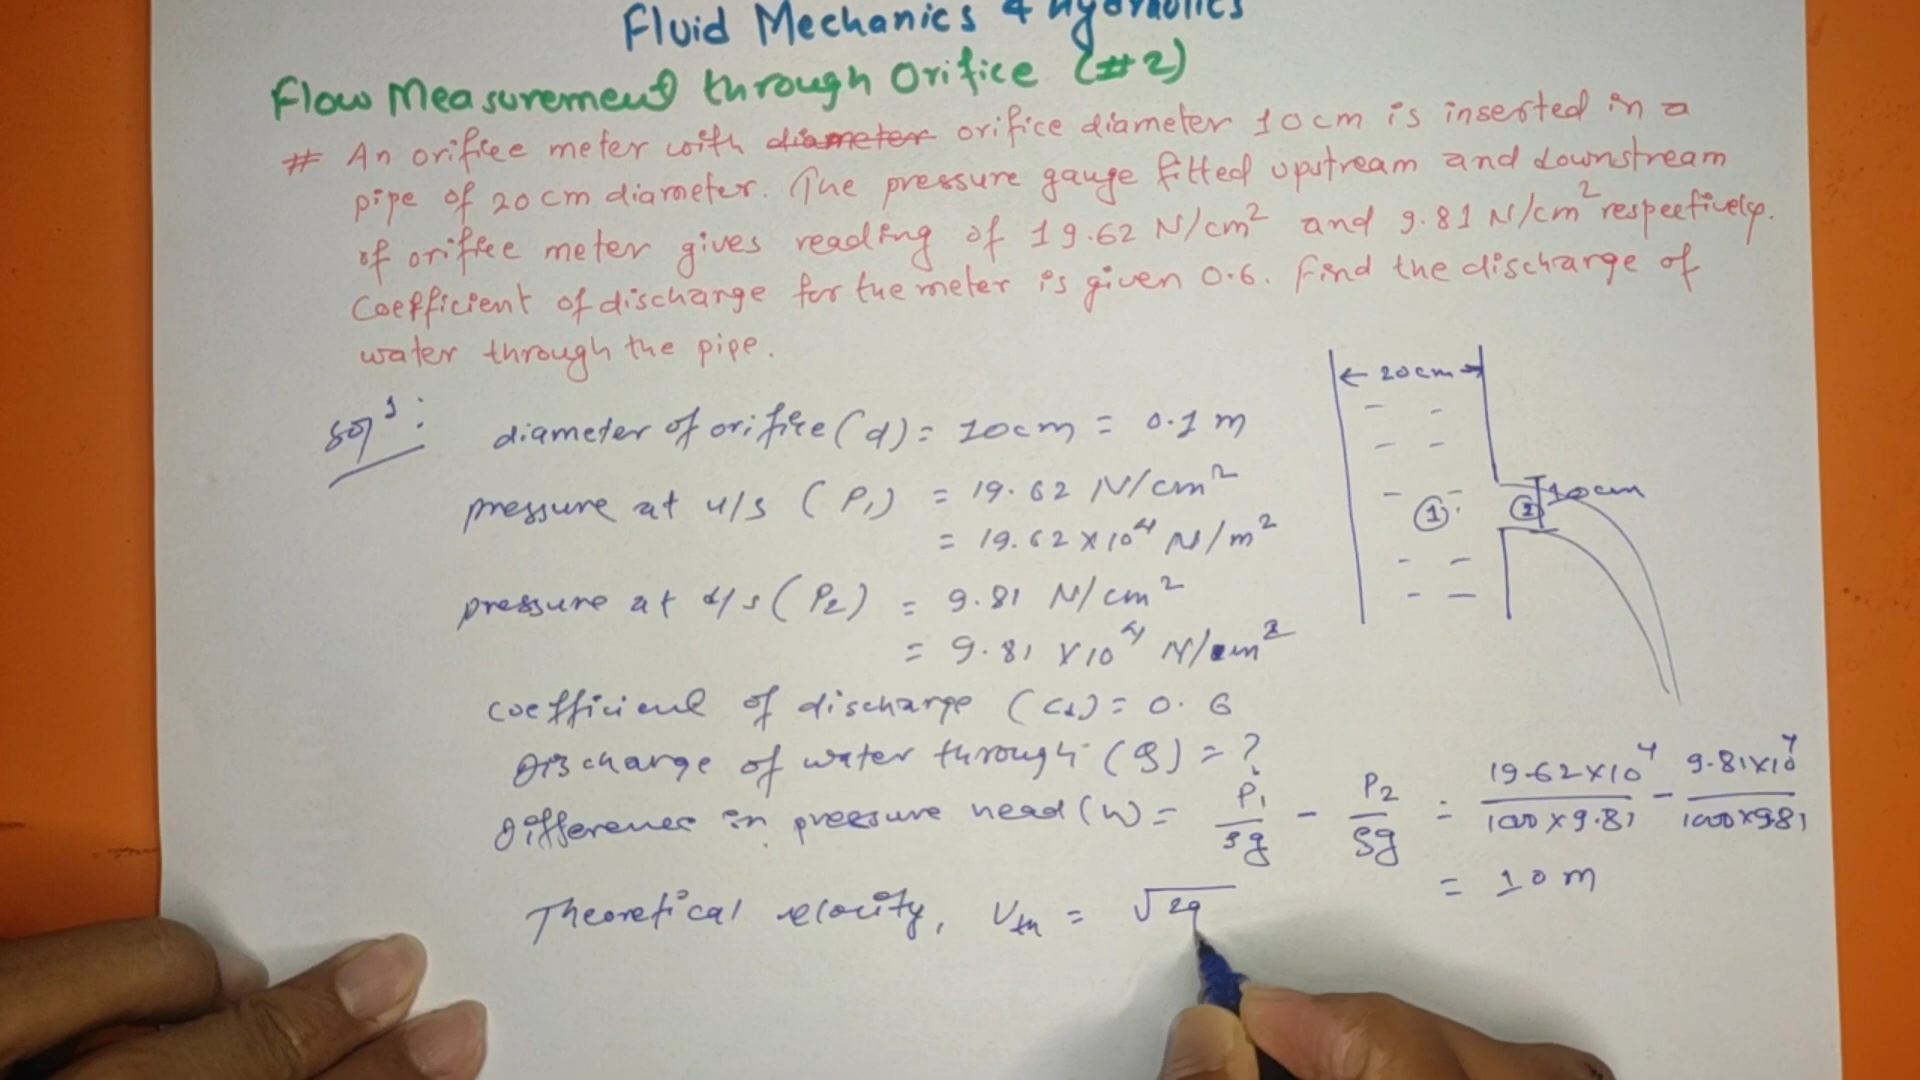 Fluid Mechanics & Hydraulics
Flow Measurement through Orifice (#2)
# An orifice meter with diameter orifice diameter 10cm is inserted in a
pipe of 20 cm diameter. The pressure gauge fitted upstream and downstream
of orifice meter gives reading of 19.62 N/cm² and 9.81 N/cm² respectively.
Coefficient of discharge for the meter is given 0.6. Find the discharge of
water through the pipe.
← 20cm →
diameter of orifice (d) = 10cm = 0.1 m
pressure at u/s (P₁) = 19.62 N/cm²
① ② 10cm
= 19.62 × 10⁴ N/m²
pressure at d/s (P₂) = 9.81 N/cm²
= 9.81 × 10⁴ N/m²
coefficient of discharge (Cd) = 0.6
Discharge of water through (Q) = ?
Difference in pressure head (h) = P₁/ρg - P₂/ρg = 19.62×10⁴/1000×9.81 - 9.81×10⁴/1000×9.81
= 10 m
Theoretical velocity, Vth = √2g